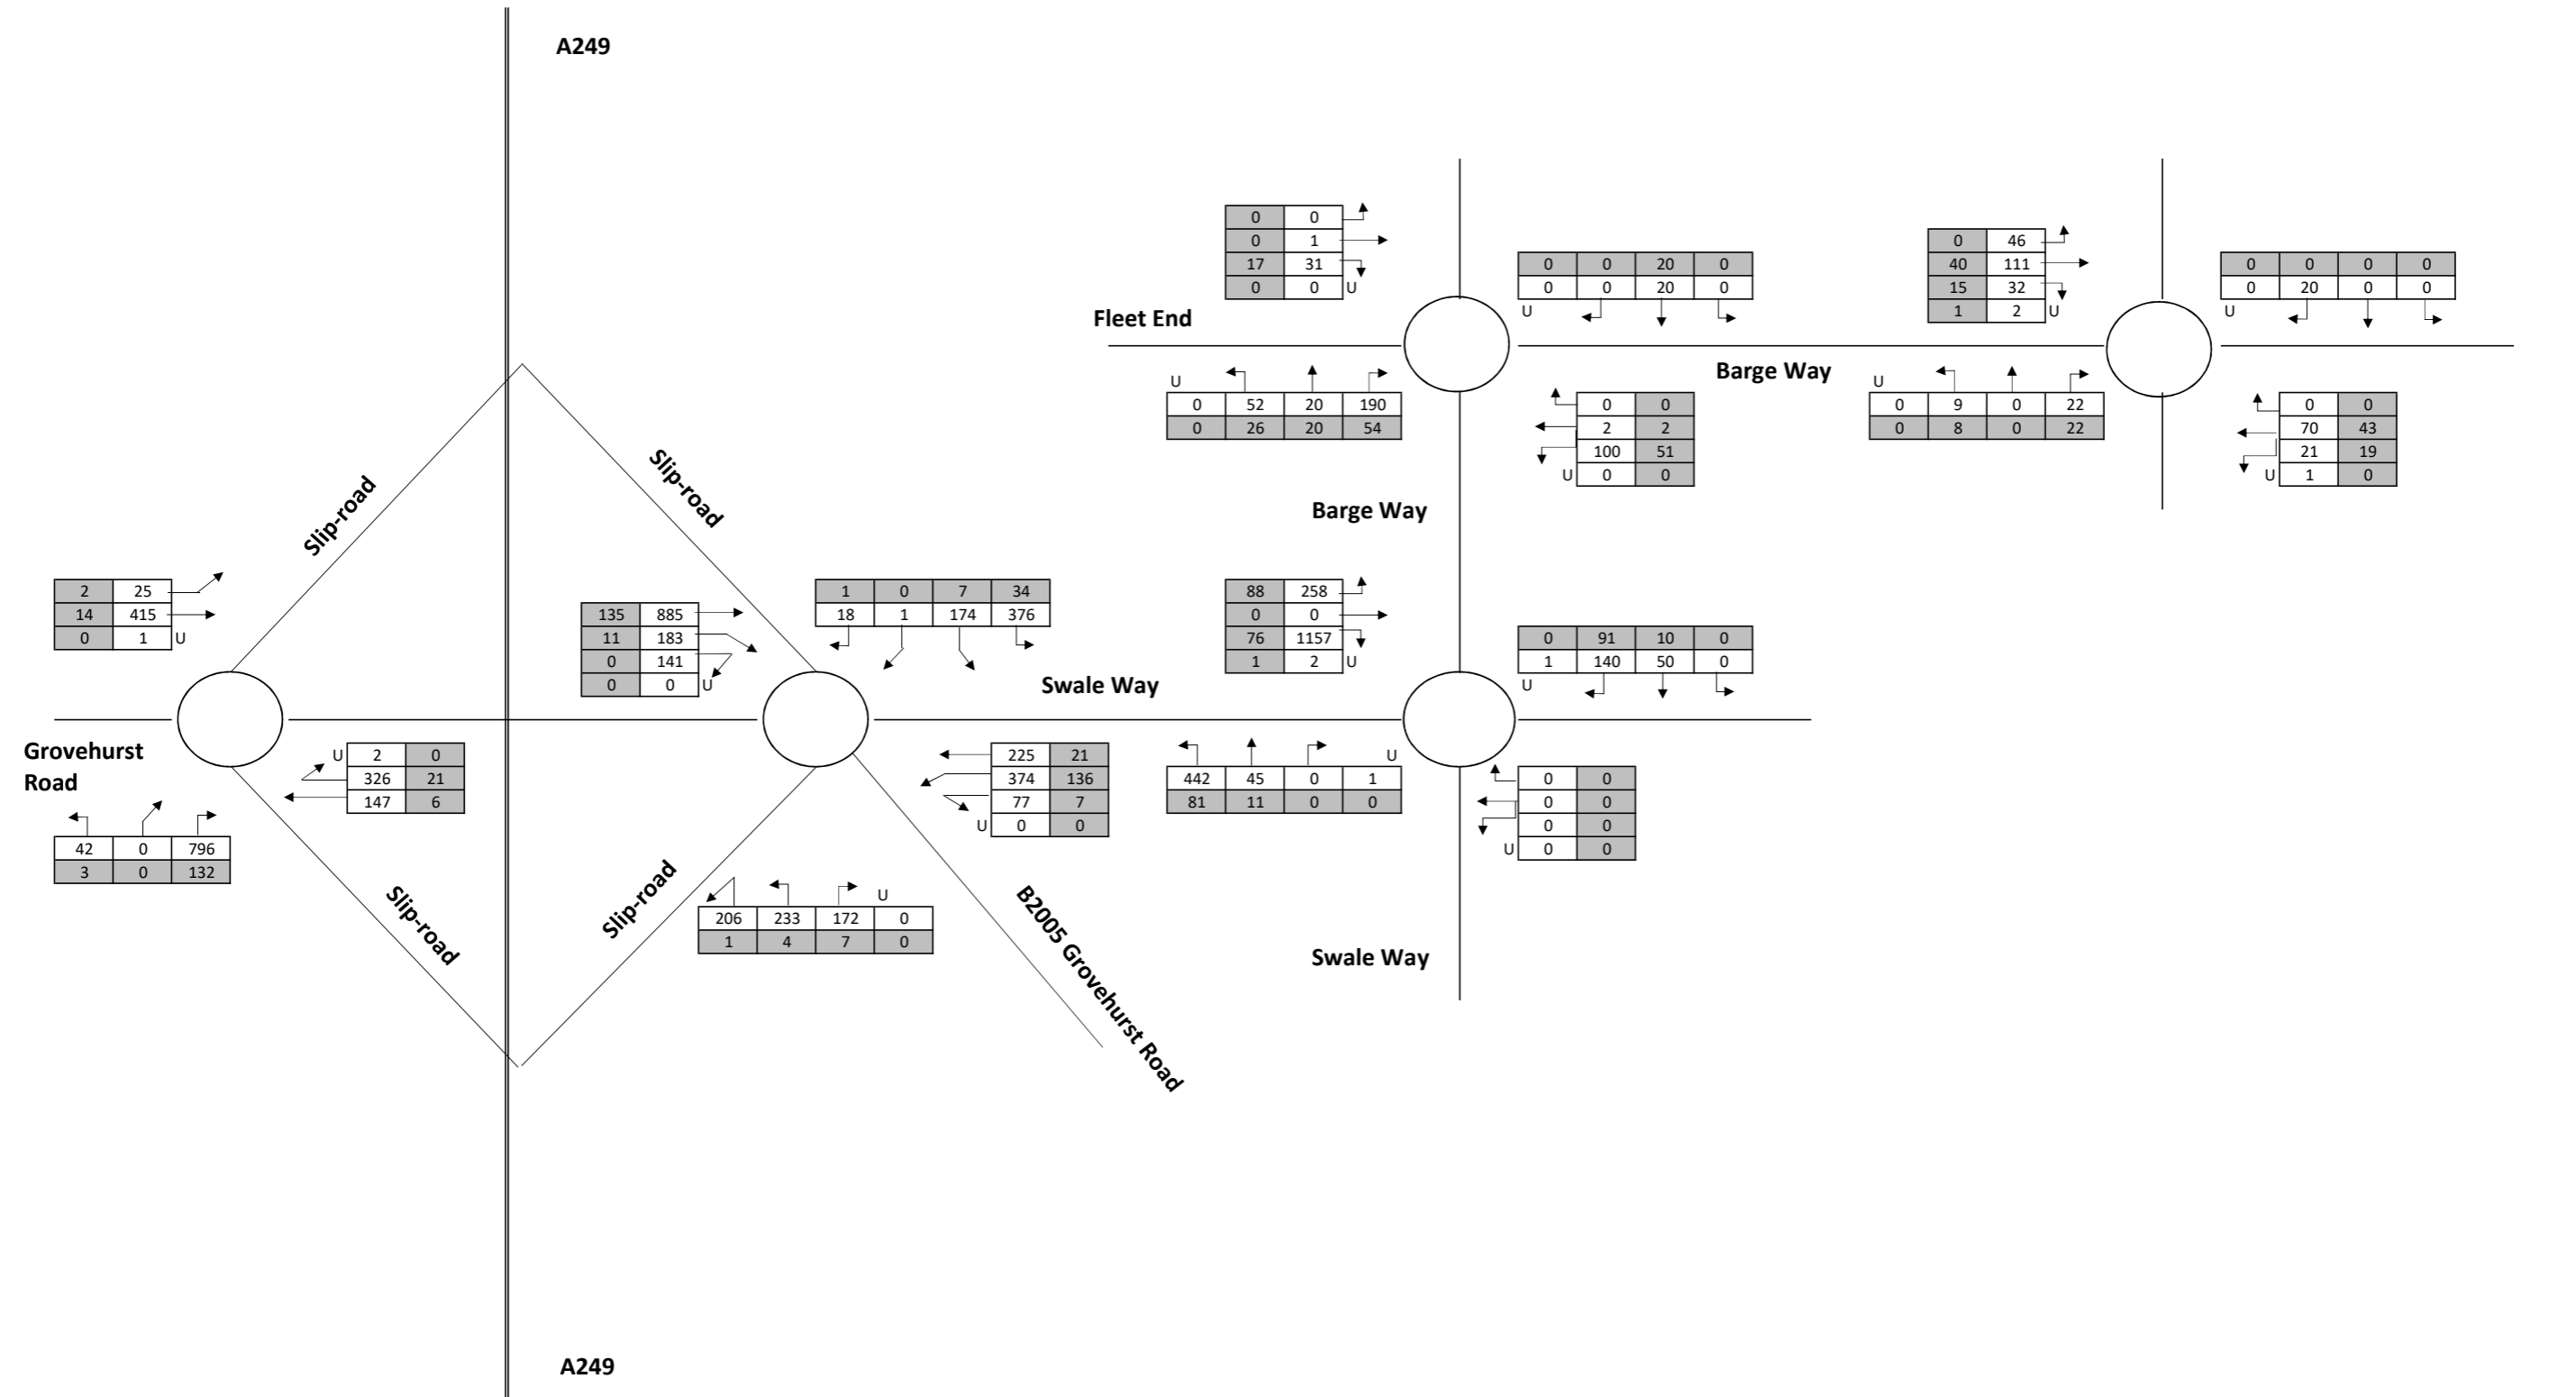 A249
0 0
0 1
17 31
0 0 U
0 0 20 0
0 0 20 0
U
0 46
40 111
15 32
1 2 U
0 0 0 0
0 20 0 0
U
Fleet End
Barge Way
U
0 52 20 190
0 26 20 54
0 0
2 2
100 51
U 0 0
U
0 9 0 22
0 8 0 22
0 0
70 43
21 19
U 1 0
Slip-road
Slip-road
Barge Way
2 25
14 415
0 1 U
135 885
11 183
0 141
0 0 U
1 0 7 34
18 1 174 376
88 258
0 0
76 1157
1 2 U
0 91 10 0
1 140 50 0
U
Swale Way
Grovehurst
Road
U 2 0
326 21
147 6
42 0 796
3 0 132
225 21
374 136
77 7
U 0 0
U
442 45 0 1
81 11 0 0
0 0
0 0
0 0
U 0 0
Slip-road
Slip-road
U
206 233 172 0
1 4 7 0
B2005 Grovehurst Road
Swale Way
A249